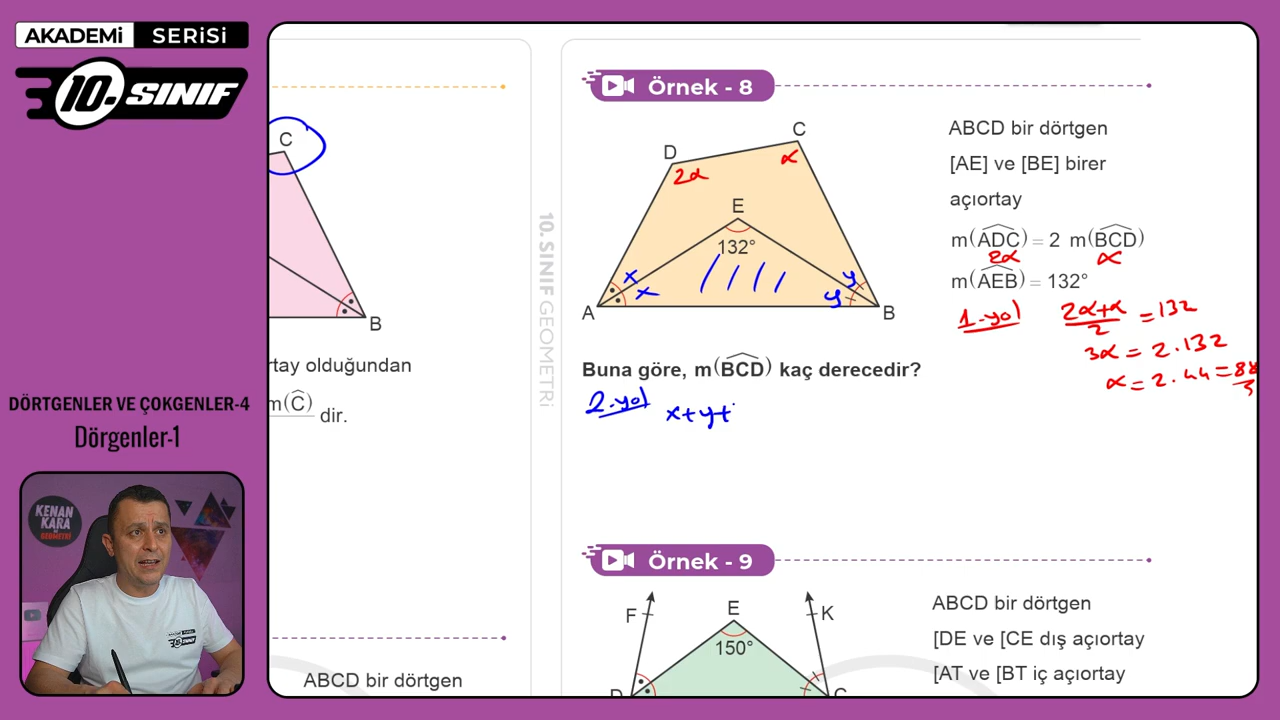 AKADEMİ SERİSİ
10. SINIF
DÖRTGENLER VE ÇOKGENLER-4
Dörgenler-1
KENAN
KARA
GEOMETRİ
C
B
rtay olduğundan
m(C)
dir.
ABCD bir dörtgen
10. SINIF GEOMETRİ
Örnek - 8
D
C
2α
α
E
132°
x
x
y
y
A
B
ABCD bir dörtgen
[AE] ve [BE] birer
açıortay
m(ADC) = 2 m(BCD)
2α α
m(AEB) = 132°
1-yol 2α+α/2 = 132
3α = 2.132
α = 2.44 = 88
Buna göre, m(BCD) kaç derecedir?
2-yol x+y+
Örnek - 9
F
E
K
150°
D
C
ABCD bir dörtgen
[DE ve [CE dış açıortay
[AT ve [BT iç açıortay